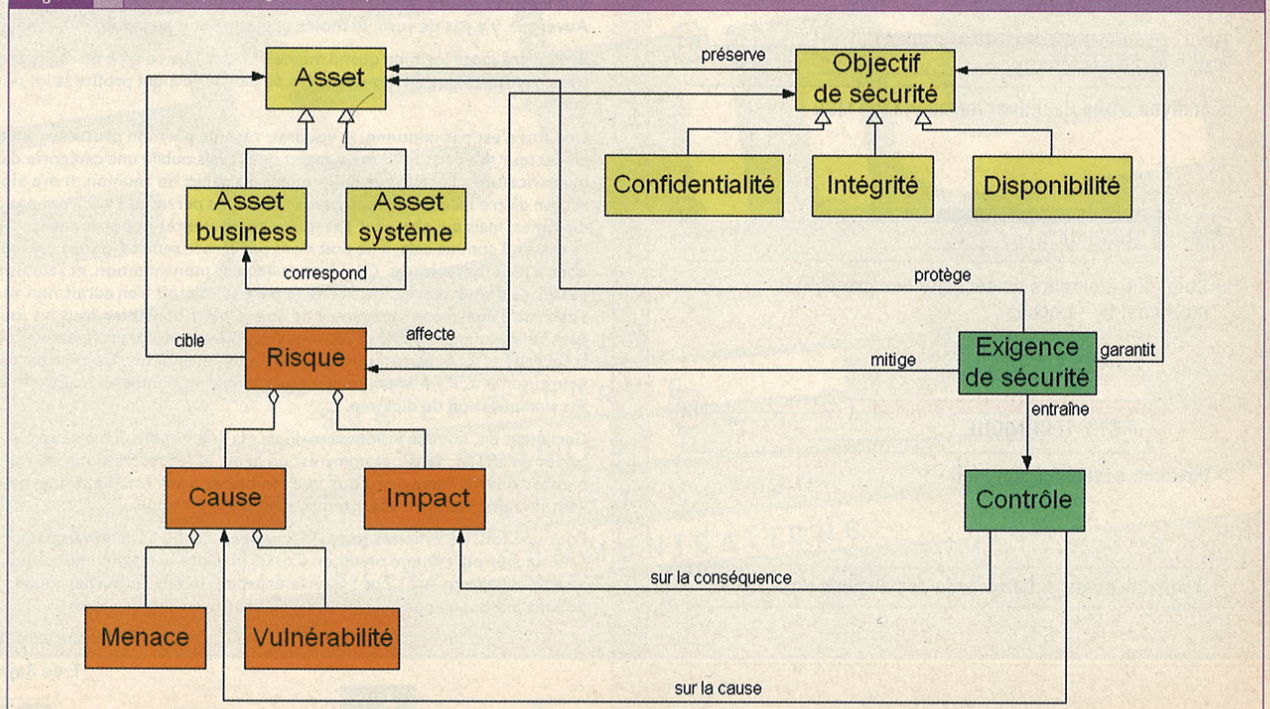 Asset
préserve
Objectif
de sécurité
Confidentialité
Intégrité
Disponibilité
Asset
business
Asset
système
correspond
protège
cible
Risque
affecte
mitige
Exigence
de sécurité
garantit
entraîne
Cause
Impact
Contrôle
sur la conséquence
Menace
Vulnérabilité
sur la cause